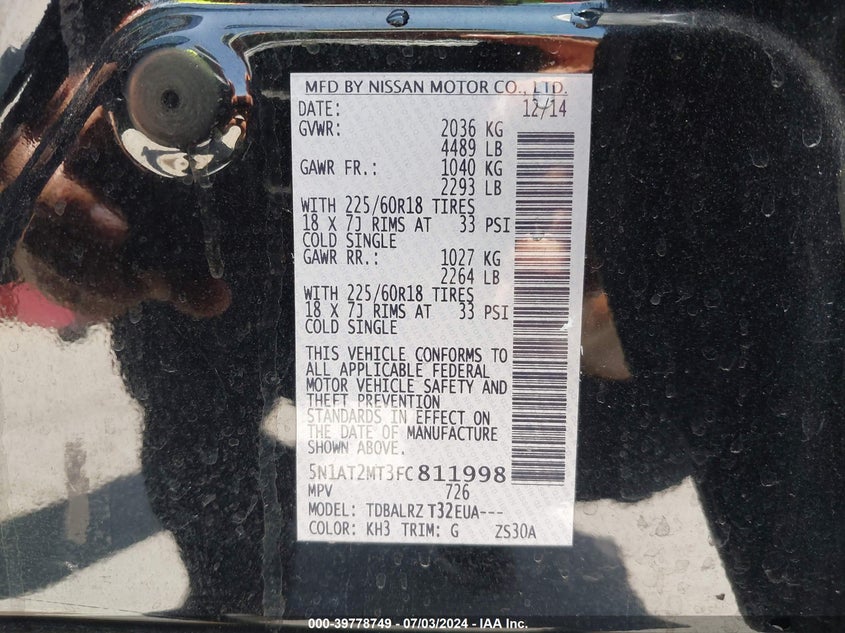 MFD BY NISSAN MOTOR CO., LTD.
DATE: 12/14
GVWR: 2036 KG
4489 LB
GAWR FR.: 1040 KG
2293 LB
WITH 225/60R18 TIRES
18 X 7J RIMS AT 33 PSI
COLD SINGLE
GAWR RR.: 1027 KG
2264 LB
WITH 225/60R18 TIRES
18 X 7J RIMS AT 33 PSI
COLD SINGLE
THIS VEHICLE CONFORMS TO
ALL APPLICABLE FEDERAL
MOTOR VEHICLE SAFETY AND
THEFT PREVENTION
STANDARDS IN EFFECT ON
THE DATE OF MANUFACTURE
SHOWN ABOVE.
5N1AT2MT3FC811998
MPV 726
MODEL: TDBALRZ T32EUA---
COLOR: KH3 TRIM: G ZS30A
000-39778749 - 07/03/2024 - IAA Inc.